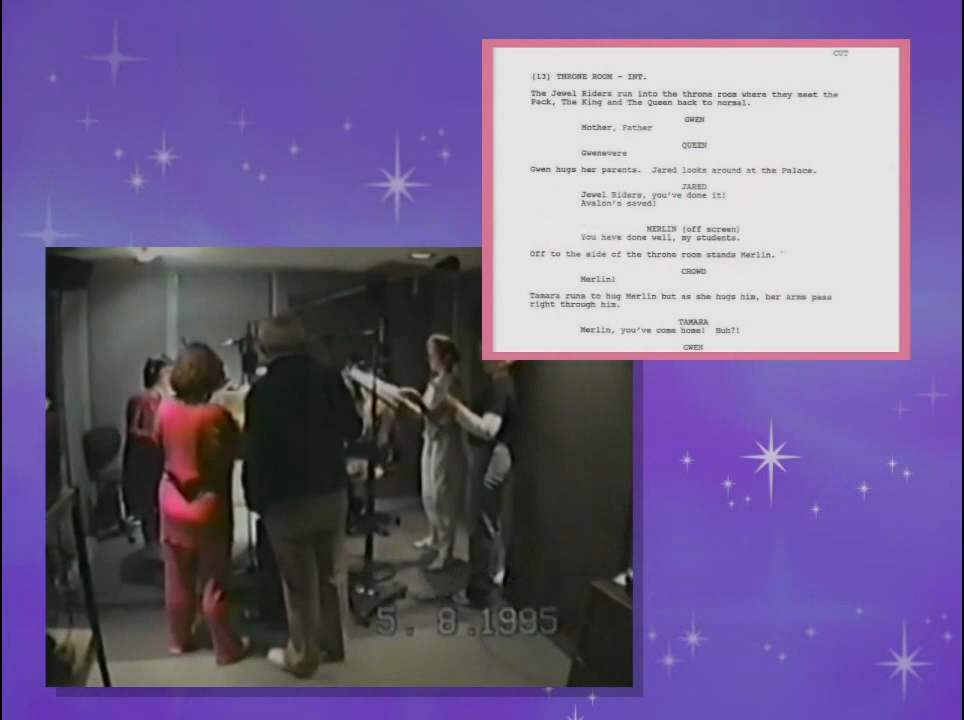 CUT
(13) THRONE ROOM - INT.
The Jewel Riders run into the throne room where they meet the
Pack, The King and The Queen back to normal.
GWEN
Mother, Father
QUEEN
Gwenevere
Gwen hugs her parents. Jared looks around at the Palace.
JARED
Jewel Riders, you've done it!
Avalon's saved!
MERLIN (off screen)
You have done well, my students.
Off to the side of the throne room stands Merlin.
CROWD
Merlin!
Tamara runs to hug Merlin but as she hugs him, her arms pass
right through him.
TAMARA
Merlin, you've come home! Huh?!
GWEN
5. 8.1995